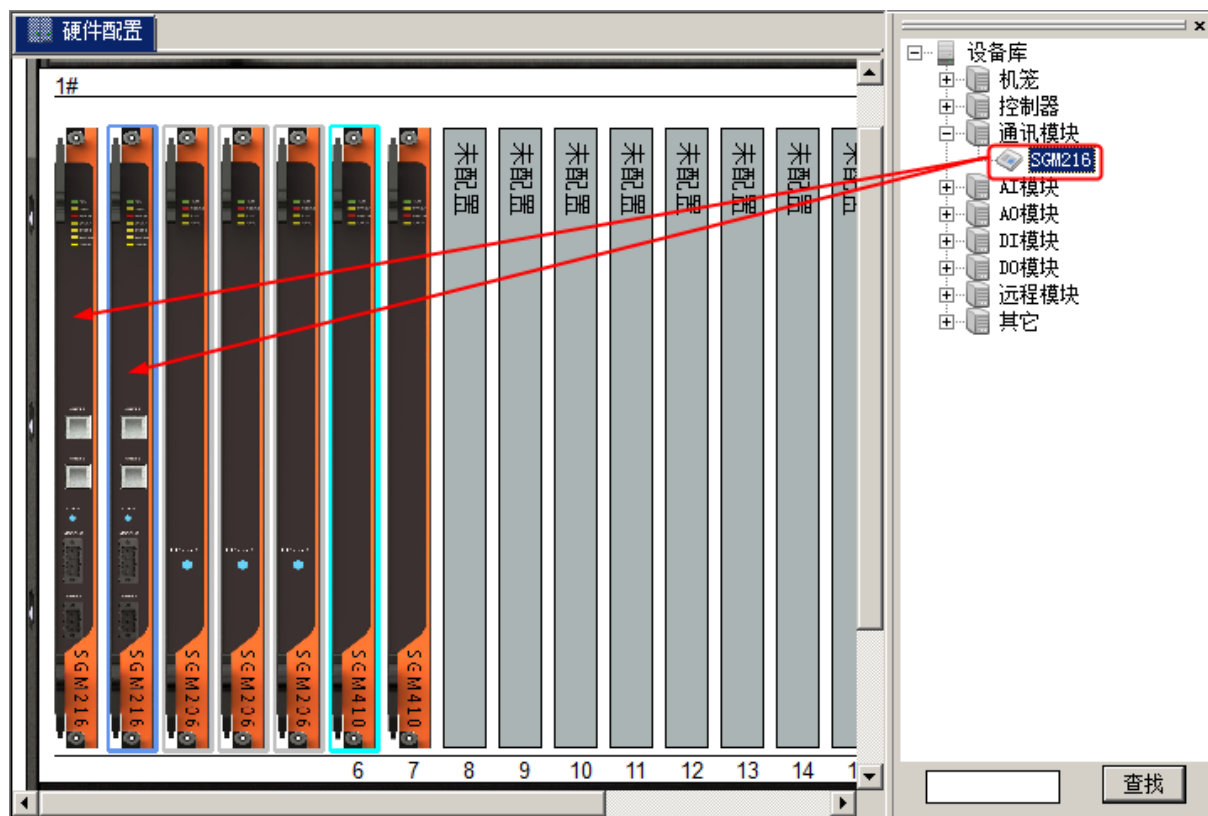 硬件配置
1#
未配置
未配置
未配置
未配置
未配置
未配置
未配置
SGM216
SGM216
SGM206
SGM206
SGM206
SGM410
SGM410
6
7
8
9
10
11
12
13
14
设备库
机笼
控制器
通讯模块
SGM216
AI模块
AO模块
DI模块
DO模块
远程模块
其它
查找